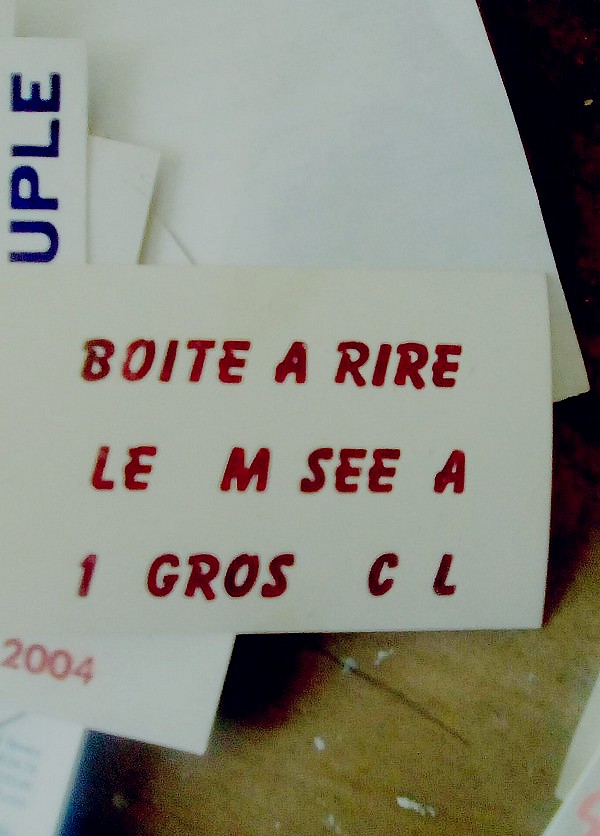 UPLE
BOITE A RIRE
LE M SEE A
1 GROS C L
2004